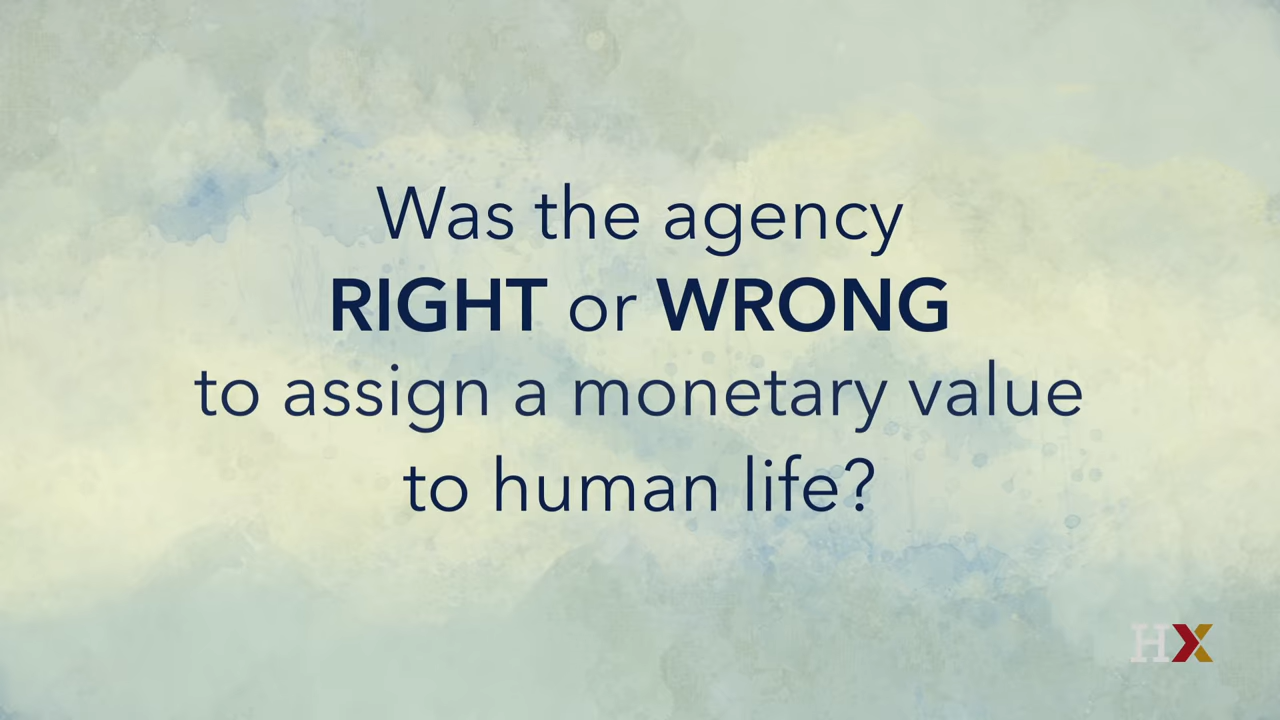 Was the agency
RIGHT or WRONG
to assign a monetary value
to human life?
HX